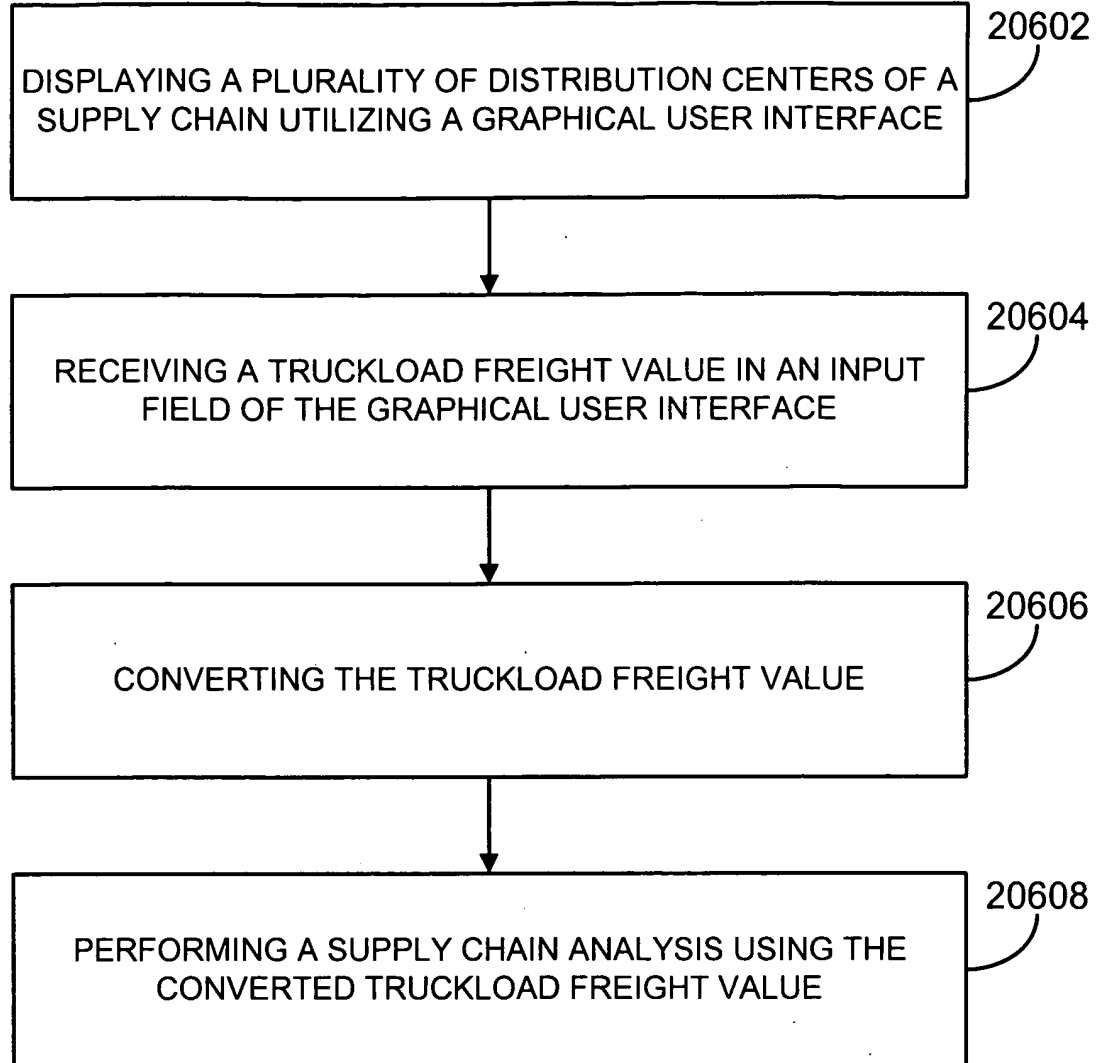 20602
DISPLAYING A PLURALITY OF DISTRIBUTION CENTERS OF A
SUPPLY CHAIN UTILIZING A GRAPHICAL USER INTERFACE
20604
RECEIVING A TRUCKLOAD FREIGHT VALUE IN AN INPUT
FIELD OF THE GRAPHICAL USER INTERFACE
20606
CONVERTING THE TRUCKLOAD FREIGHT VALUE
20608
PERFORMING A SUPPLY CHAIN ANALYSIS USING THE
CONVERTED TRUCKLOAD FREIGHT VALUE